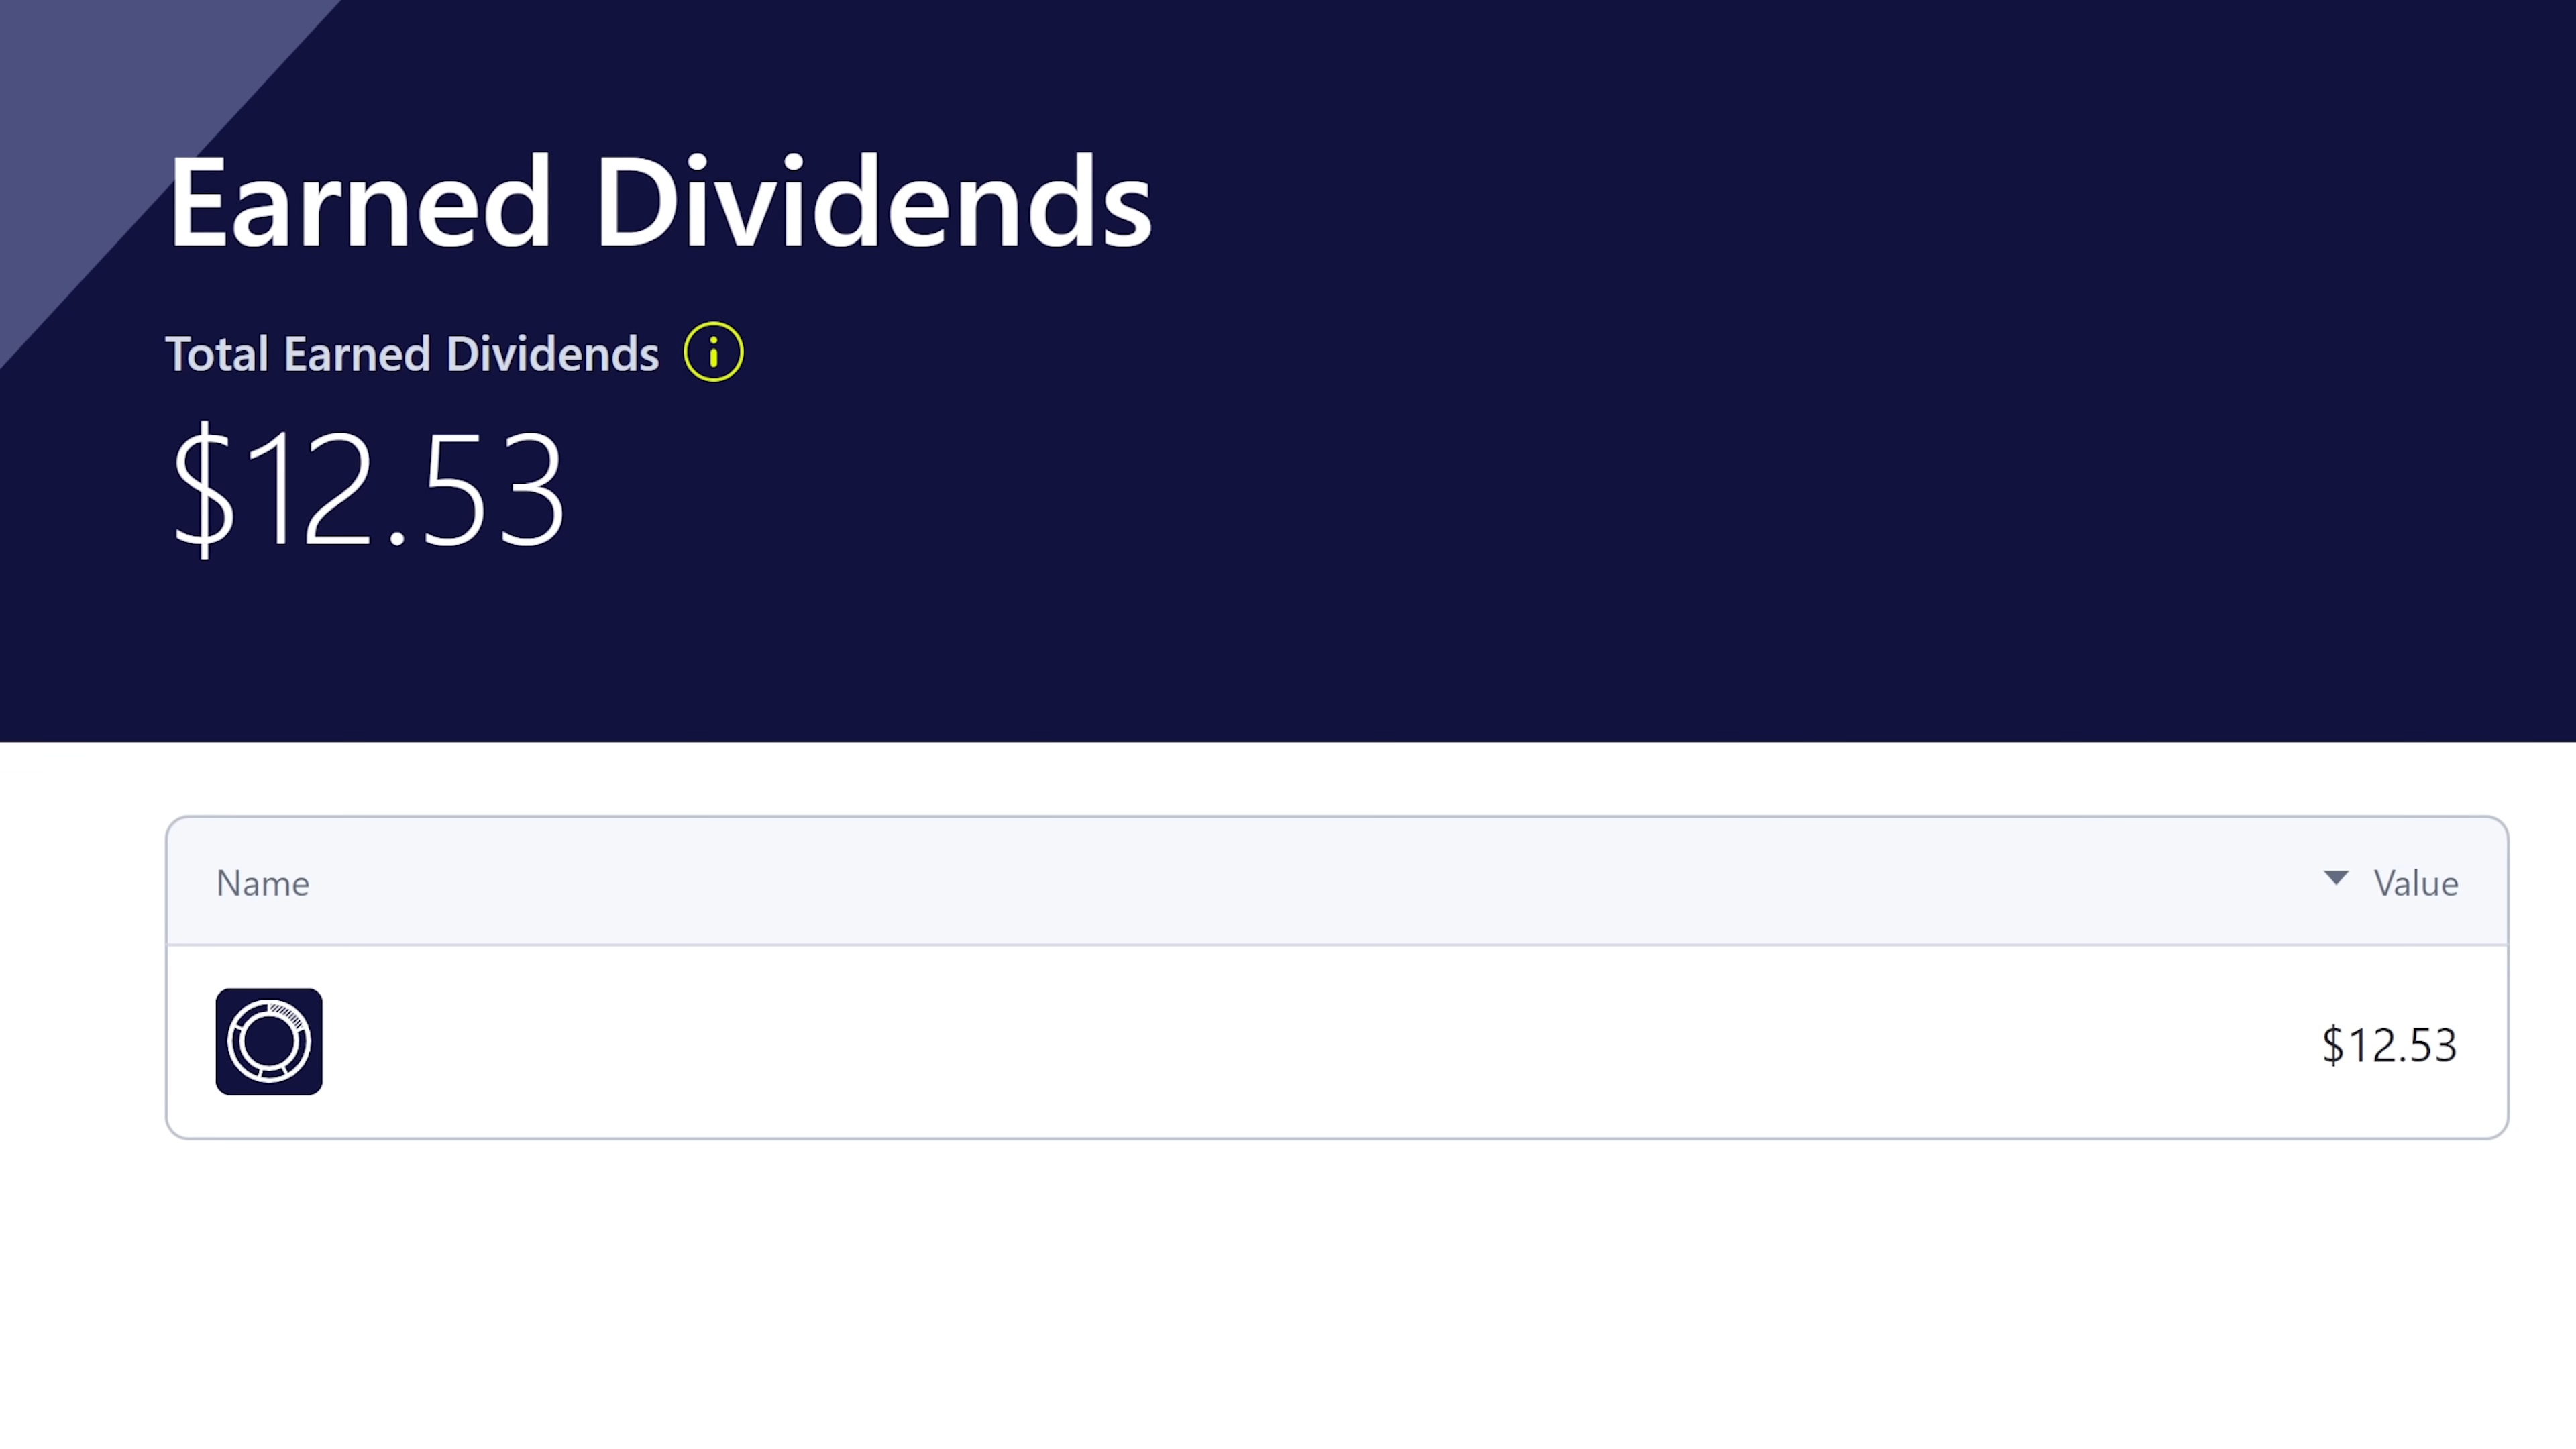 Earned Dividends
Total Earned Dividends
$12.53
Name Value
$12.53